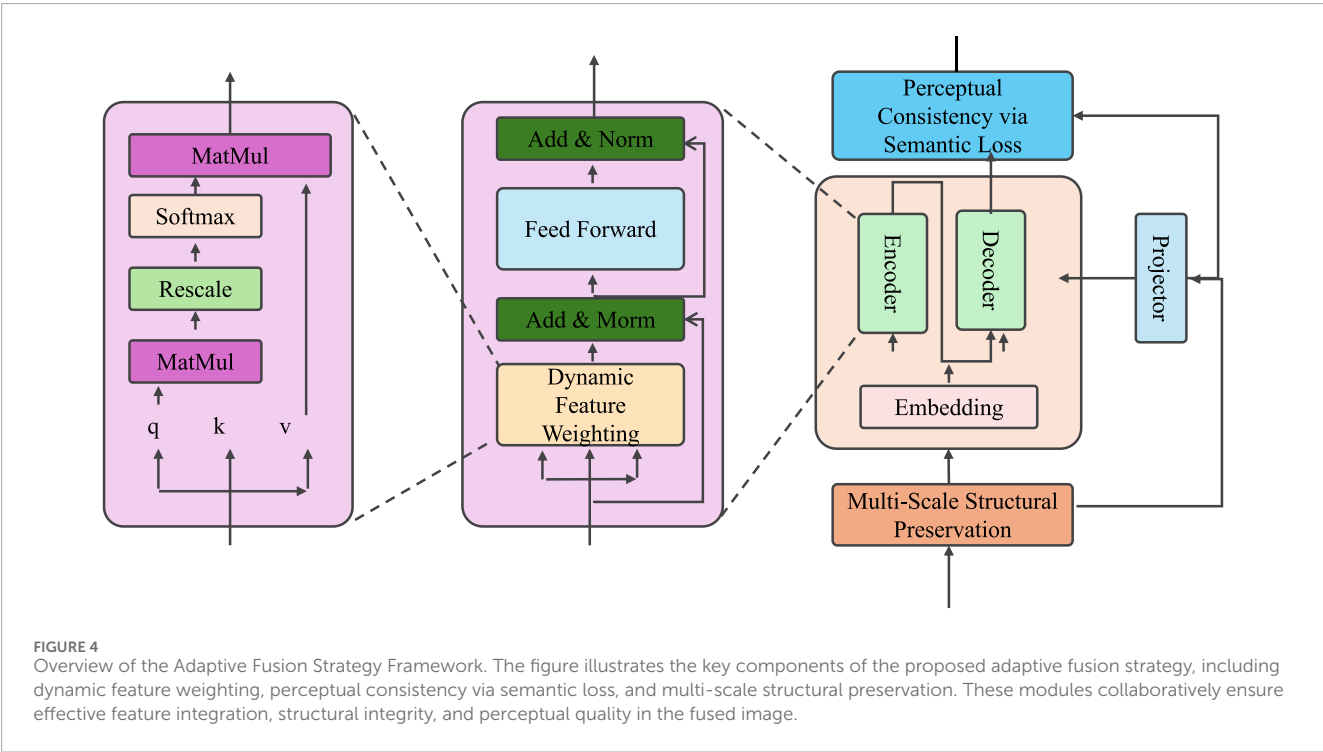 MatMul
Softmax
Rescale
MatMul
q k v
Add & Norm
Feed Forward
Add & Morm
Dynamic
Feature
Weighting
Perceptual
Consistency via
Semantic Loss
Encoder
Decoder
Projector
Embedding
Multi-Scale Structural
Preservation
FIGURE 4
Overview of the Adaptive Fusion Strategy Framework. The figure illustrates the key components of the proposed adaptive fusion strategy, including
dynamic feature weighting, perceptual consistency via semantic loss, and multi-scale structural preservation. These modules collaboratively ensure
effective feature integration, structural integrity, and perceptual quality in the fused image.